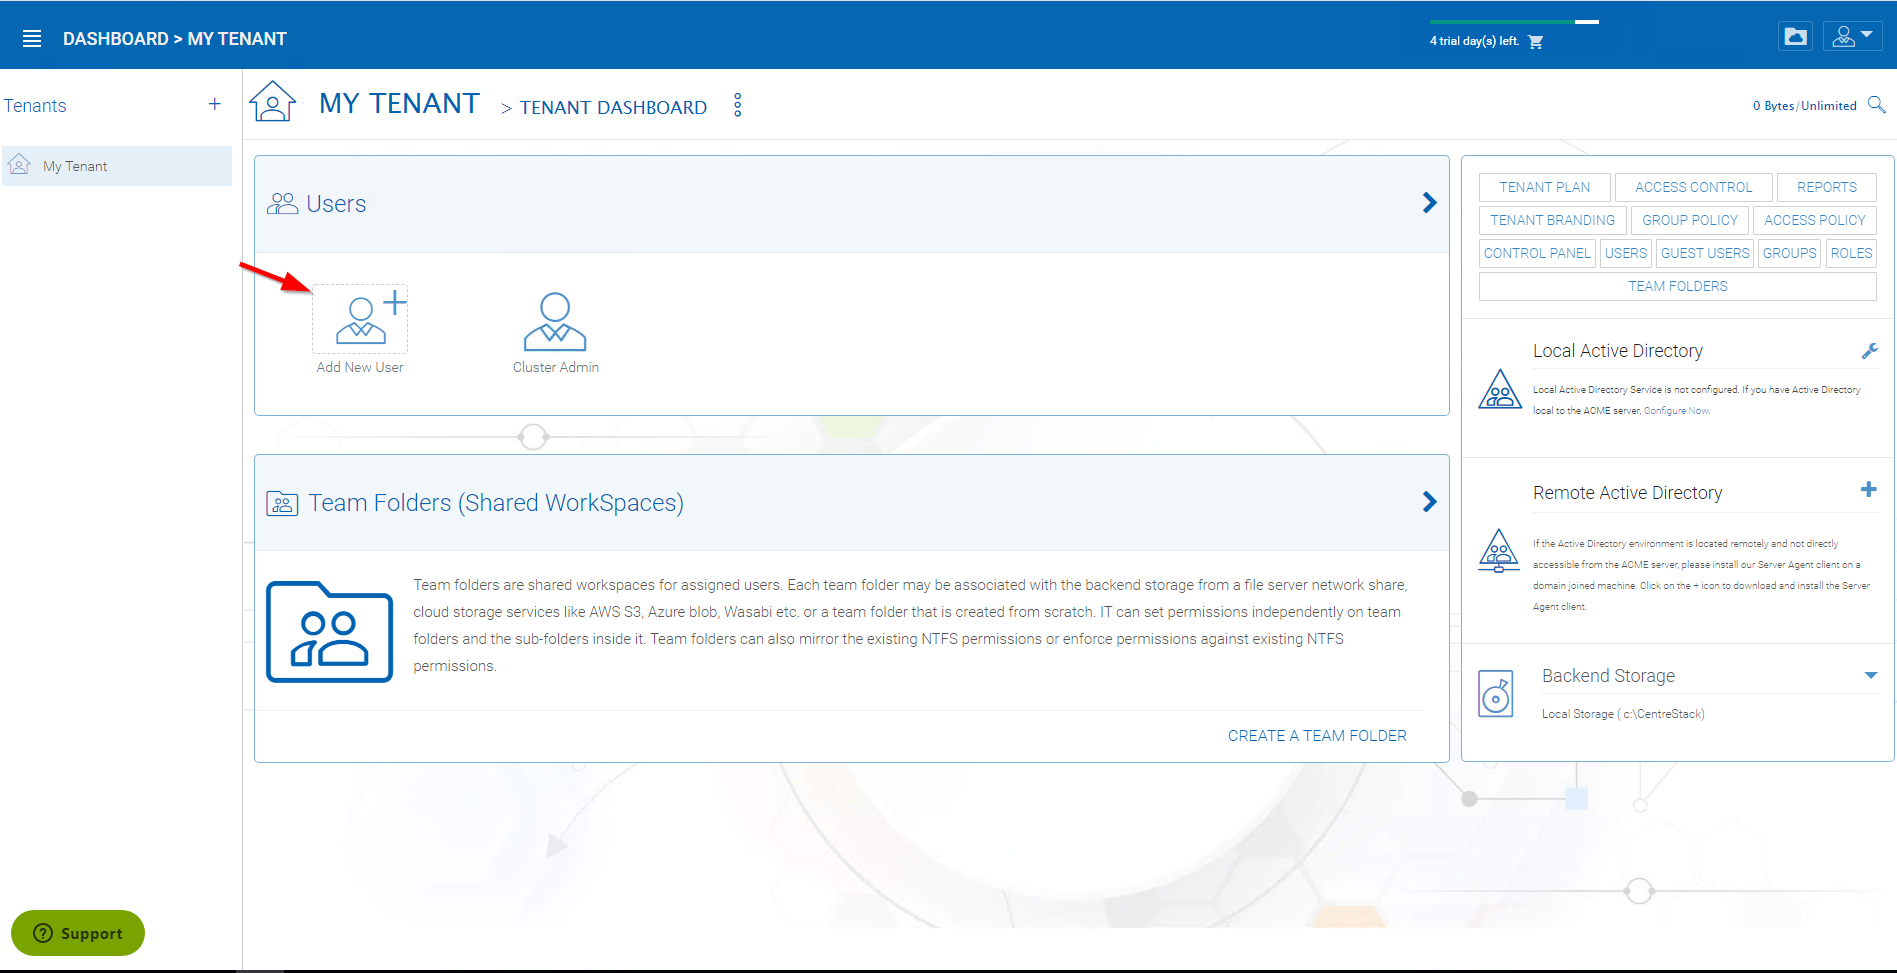 DASHBOARD > MY TENANT
4 trial day(s) left.
Tenants
My Tenant
MY TENANT > TENANT DASHBOARD
0 Bytes/Unlimited
Users
Add New User
Cluster Admin
Team Folders (Shared WorkSpaces)
Team folders are shared workspaces for assigned users. Each team folder may be associated with the backend storage from a file server network share,
cloud storage services like AWS S3, Azure blob, Wasabi etc. or a team folder that is created from scratch. IT can set permissions independently on team
folders and the sub-folders inside it. Team folders can also mirror the existing NTFS permissions or enforce permissions against existing NTFS
permissions.
CREATE A TEAM FOLDER
TENANT PLAN ACCESS CONTROL REPORTS
TENANT BRANDING GROUP POLICY ACCESS POLICY
CONTROL PANEL USERS GUEST USERS GROUPS ROLES
TEAM FOLDERS
Local Active Directory
Local Active Directory Service is not configured. If you have Active Directory
local to the ACME server, Configure Now.
Remote Active Directory
If the Active Directory environment is located remotely and not directly
accessible from the ACME server, please install our Server Agent client on a
domain joined machine. Click on the + icon to download and install the Server
Agent client.
Backend Storage
Local Storage ( c:\CentreStack)
Support